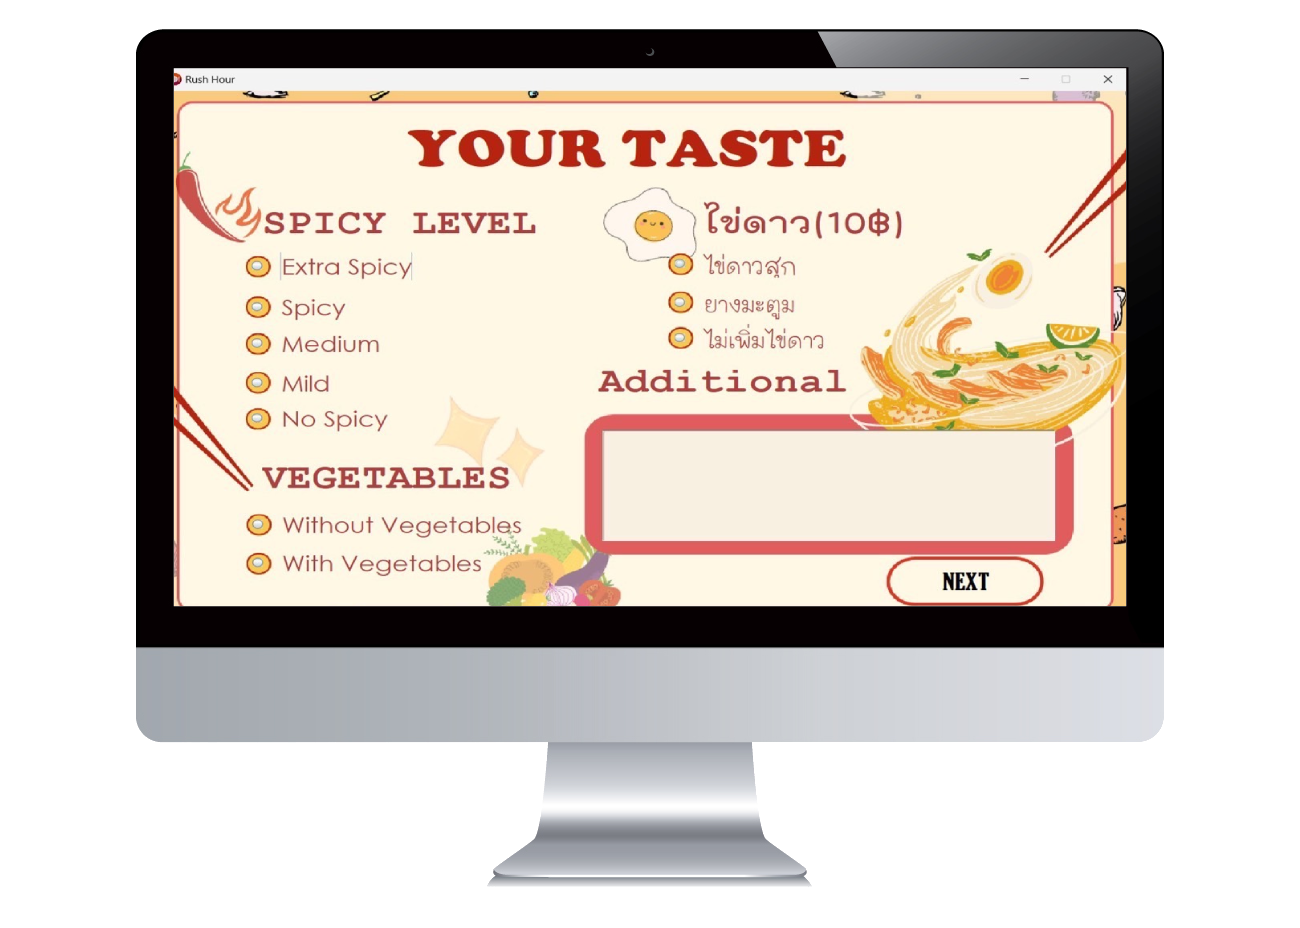 Rush Hour
YOUR TASTE
SPICY LEVEL
Extra Spicy
Spicy
Medium
Mild
No Spicy
VEGETABLES
Without Vegetables
With Vegetables
ไข่ดาว(10฿)
ไข่ดาวสุก
ยางมะตูม
ไม่เพิ่มไข่ดาว
Additional
NEXT